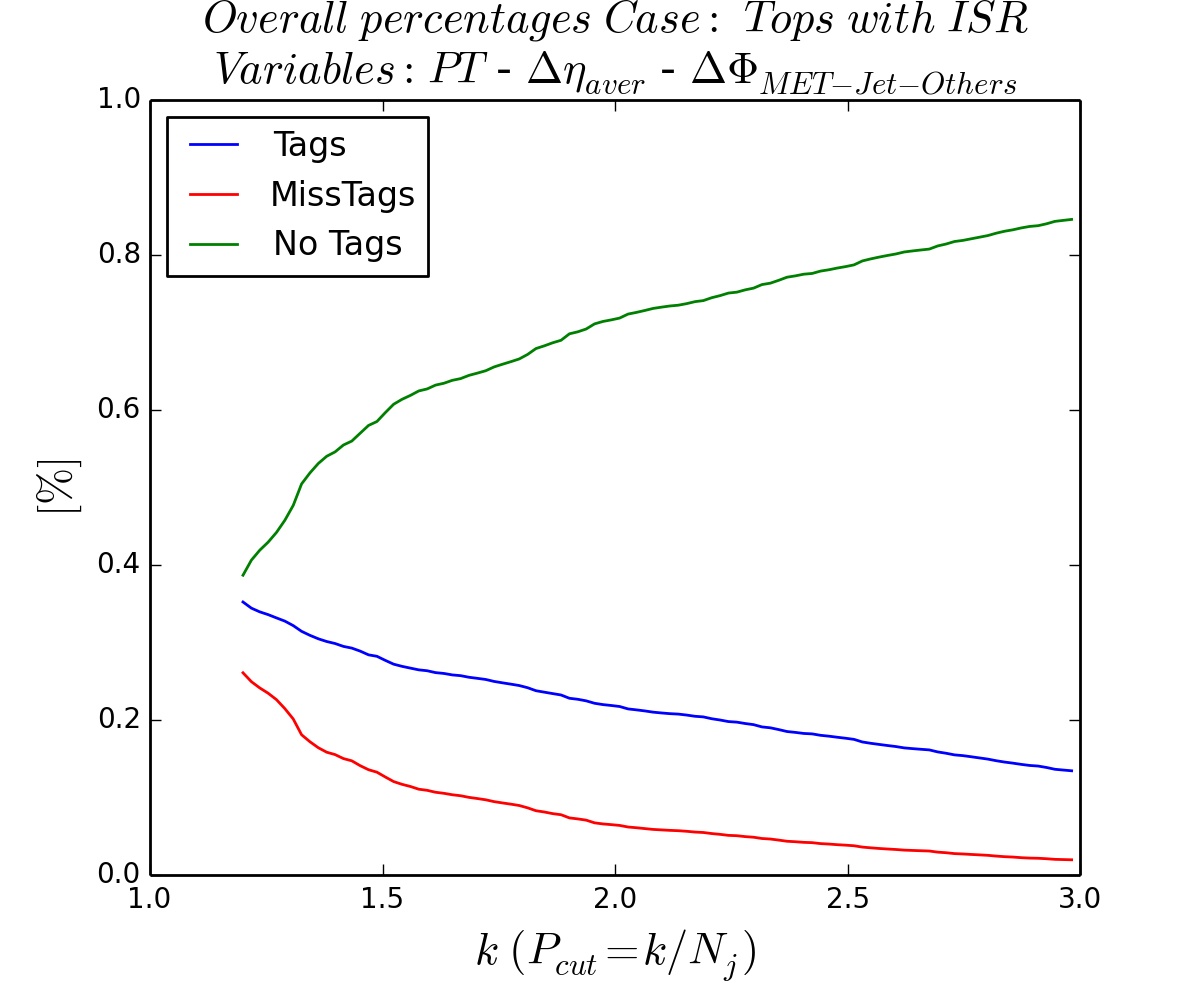 Overall percentages Case: Tops with ISR
Variables: PT - Δη_aver - ΔΦ_MET−Jet−Others
1.0
Tags
MissTags
No Tags
0.8
0.6
[%]
0.4
0.2
0.0
1.0 1.5 2.0 2.5 3.0
k (P_cut=k/N_j)